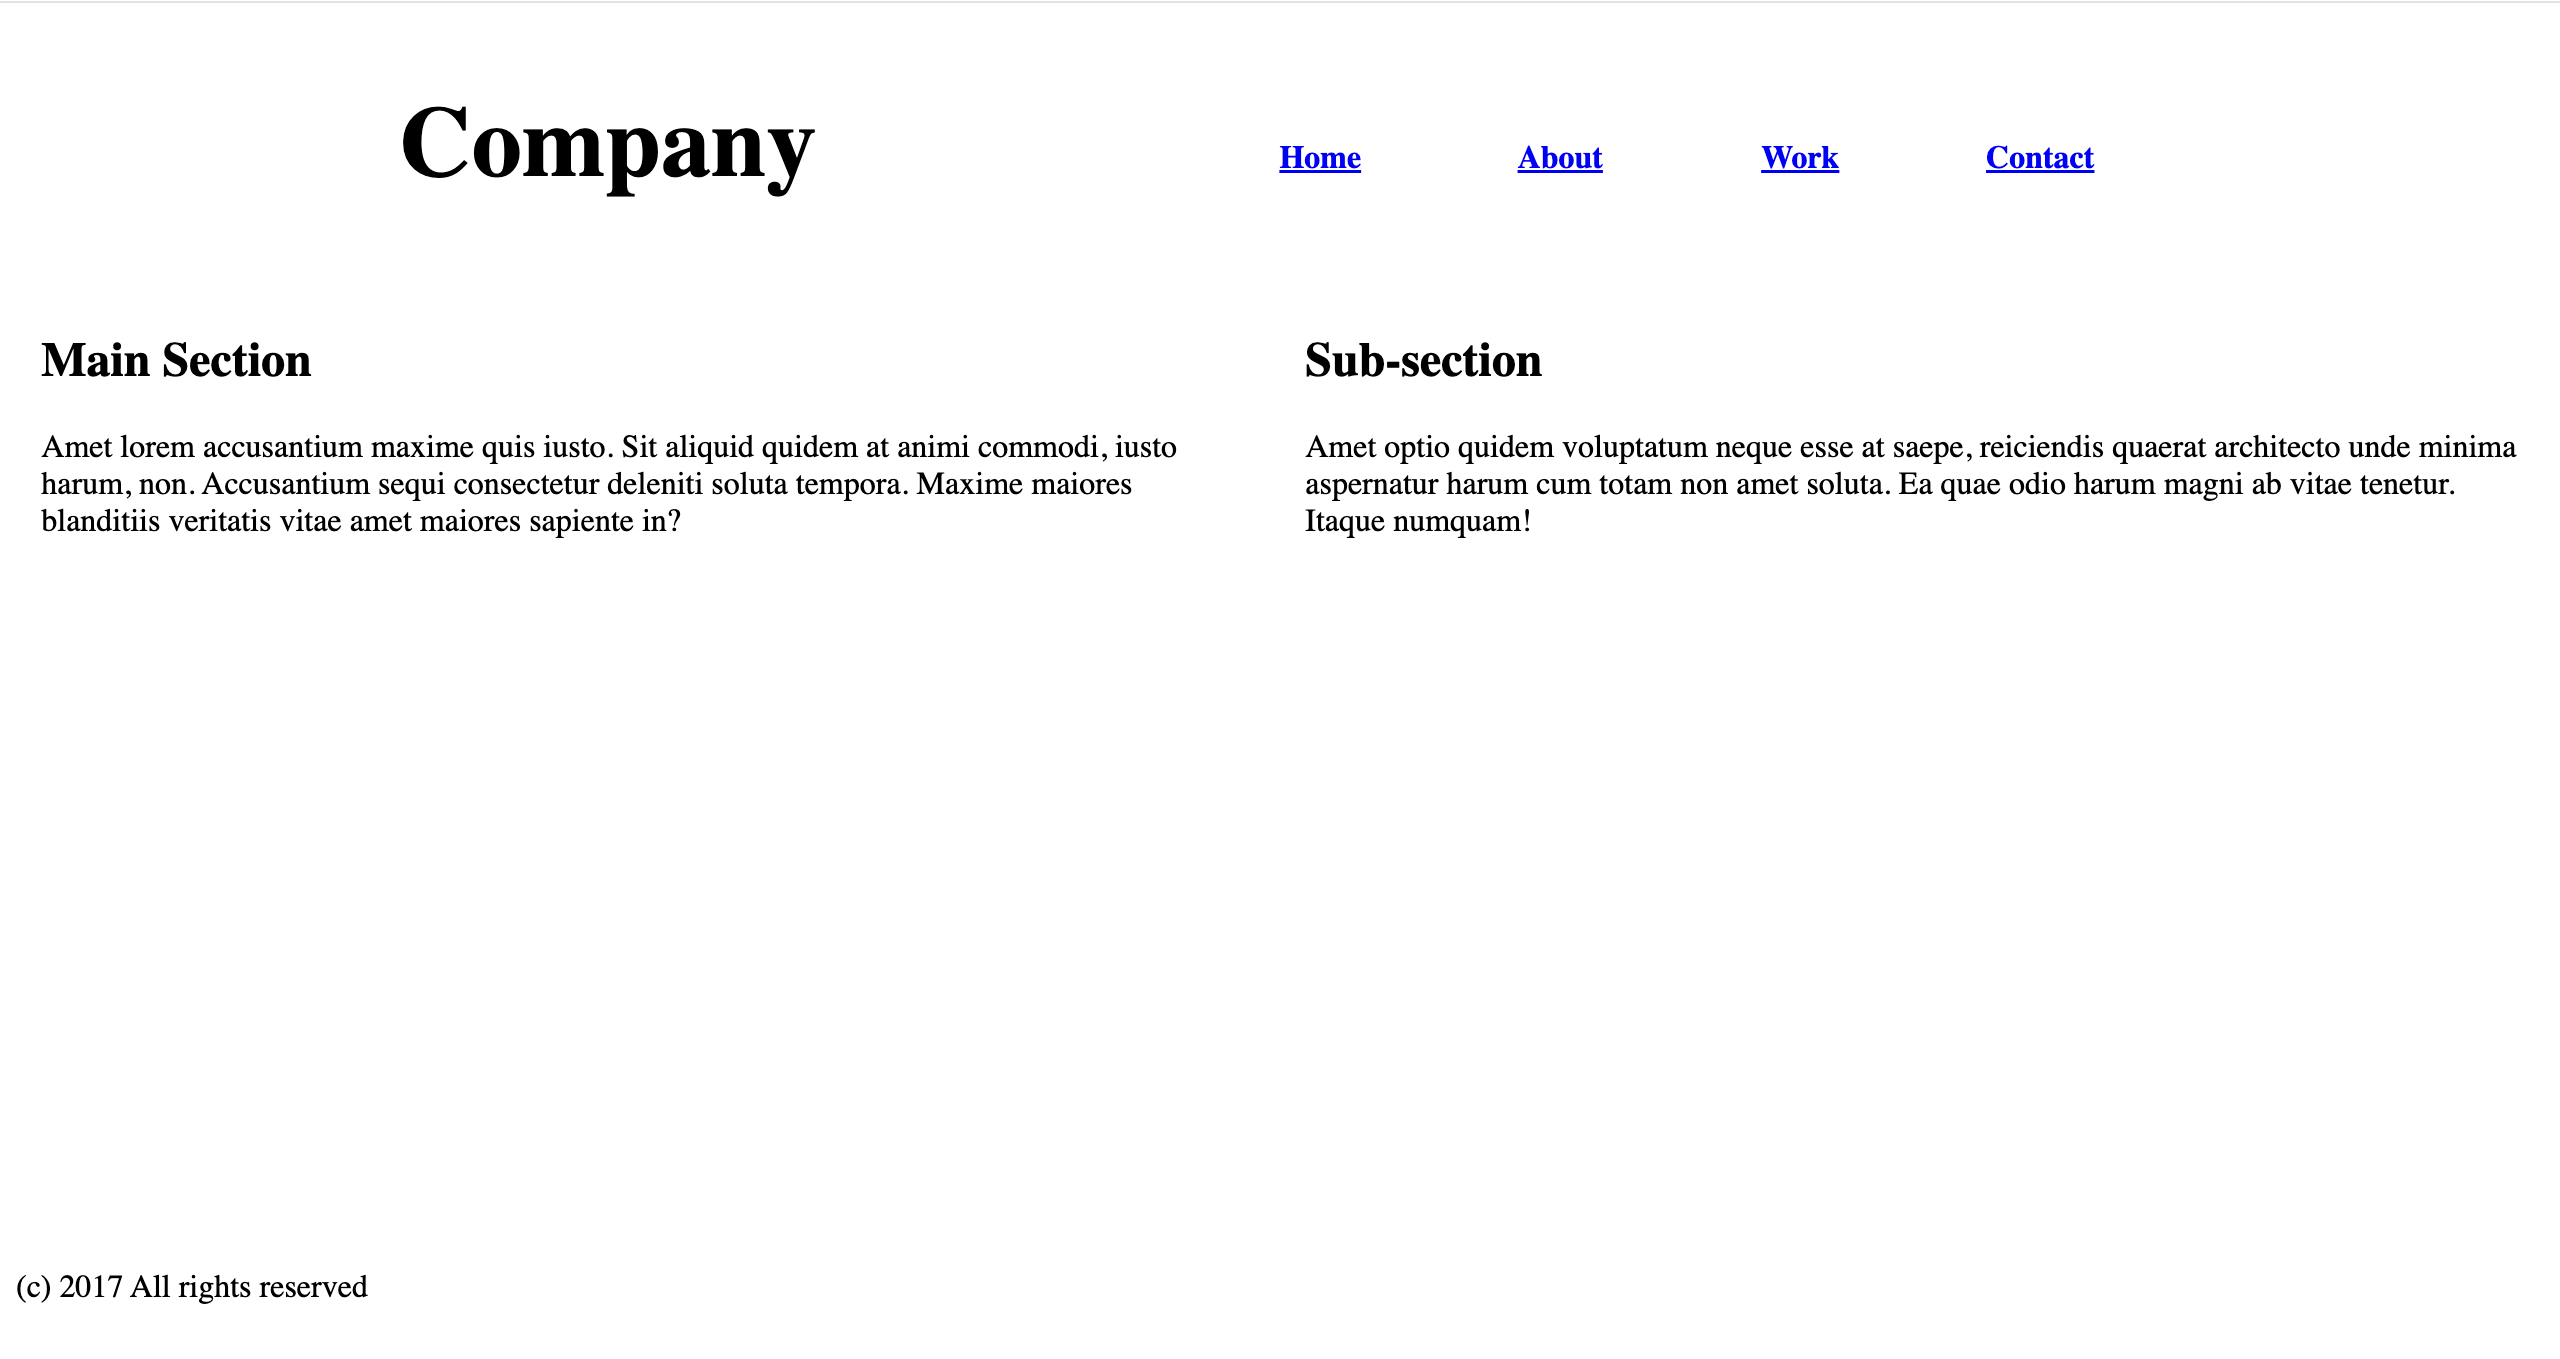 Company
Home About Work Contact
Main Section
Amet lorem accusantium maxime quis iusto. Sit aliquid quidem at animi commodi, iusto
harum, non. Accusantium sequi consectetur deleniti soluta tempora. Maxime maiores
blanditiis veritatis vitae amet maiores sapiente in?
Sub-section
Amet optio quidem voluptatum neque esse at saepe, reiciendis quaerat architecto unde minima
aspernatur harum cum totam non amet soluta. Ea quae odio harum magni ab vitae tenetur.
Itaque numquam!
(c) 2017 All rights reserved